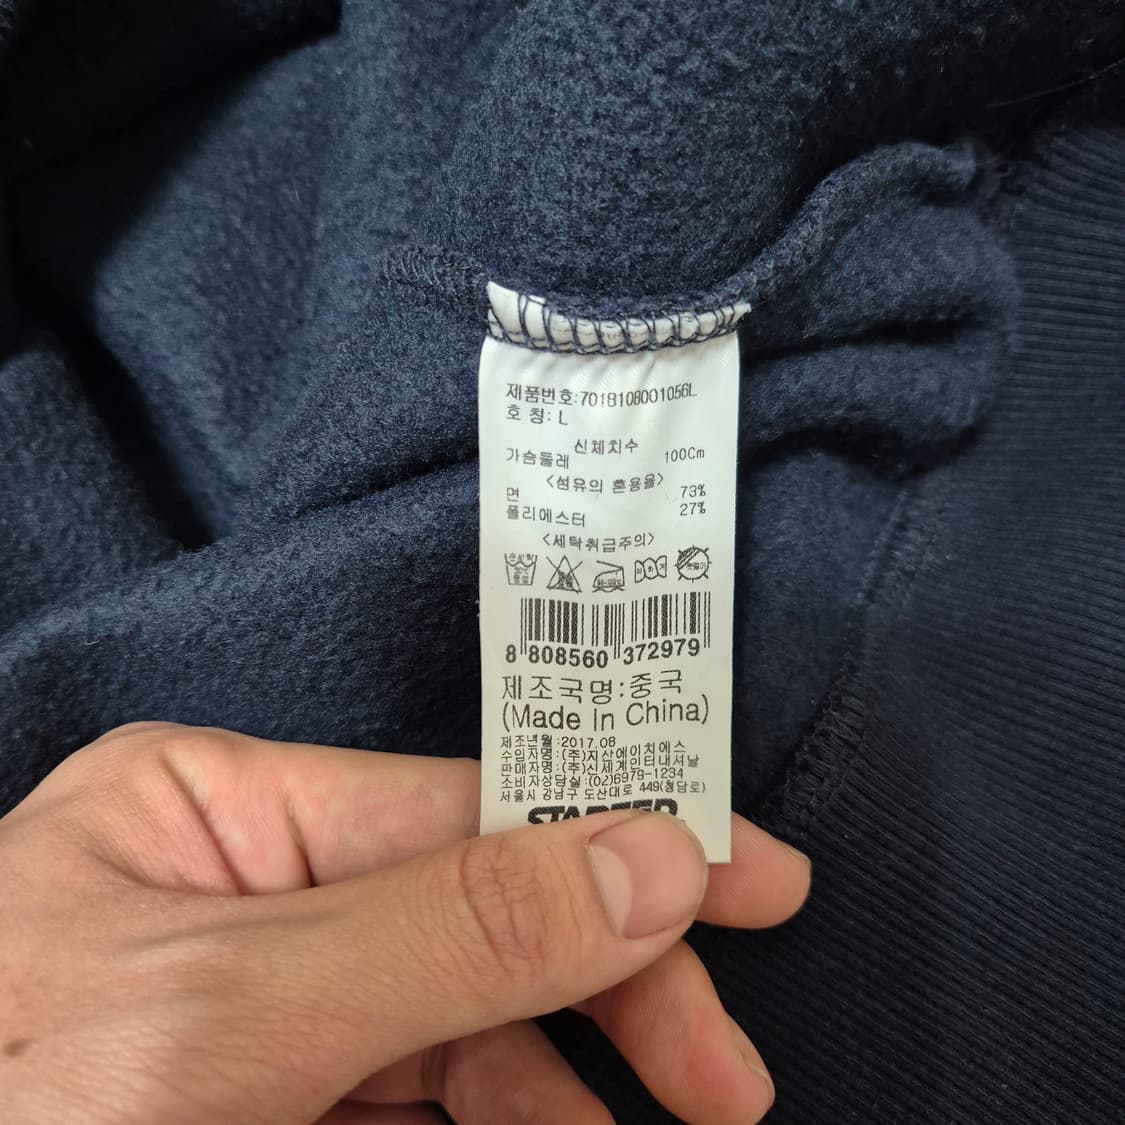 제품번호:7018108001056L
호 칭: L
신체치수
가슴둘레 100Cm
<섬유의 혼용율>
면 73%
폴리에스터 27%
<세탁취급주의>
8 808560 372979
제조국명:중국
(Made In China)
제조년월:2017.08
수입자명:(주)지산에이치에스
판매자명:(주)신세계인터내셔날
소비자상담실:(02)6979-1234
서울시 강남구 도산대로 449(청담로)